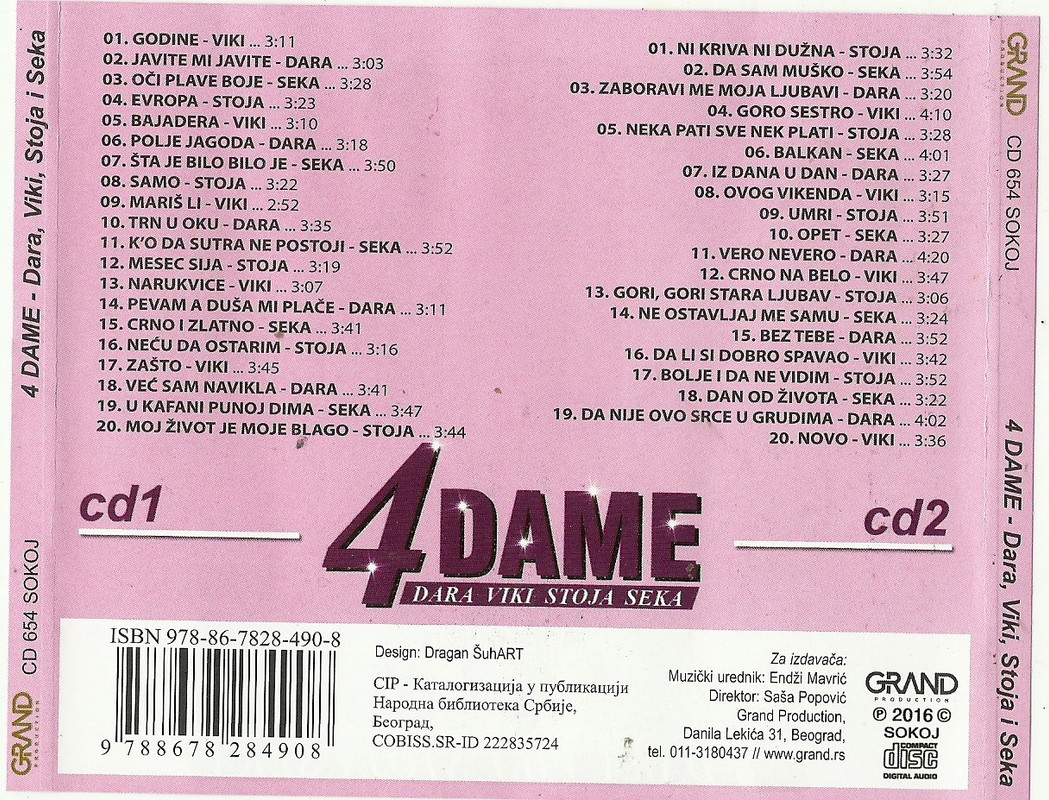 4 DAME - Dara, Viki, Stoja i Seka
CD 654 SOKOJ
GRAND
PRODUCTION
01. GODINE - VIKI ... 3:11
02. JAVITE MI JAVITE - DARA ... 3:03
03. OČI PLAVE BOJE - SEKA ... 3:28
04. EVROPA - STOJA ... 3:23
05. BAJADERA - VIKI ... 3:10
06. POLJE JAGODA - DARA ... 3:18
07. ŠTA JE BILO BILO JE - SEKA ... 3:50
08. SAMO - STOJA ... 3:22
09. MARIŠ LI - VIKI ... 2:52
10. TRN U OKU - DARA ... 3:35
11. K'O DA SUTRA NE POSTOJI - SEKA ... 3:52
12. MESEC SIJA - STOJA ... 3:19
13. NARUKVICE - VIKI ... 3:07
14. PEVAM A DUŠA MI PLAČE - DARA ... 3:11
15. CRNO I ZLATNO - SEKA ... 3:41
16. NEĆU DA OSTARIM - STOJA ... 3:16
17. ZAŠTO - VIKI ... 3:45
18. VEĆ SAM NAVIKLA - DARA ... 3:41
19. U KAFANI PUNOJ DIMA - SEKA ... 3:47
20. MOJ ŽIVOT JE MOJE BLAGO - STOJA ... 3:44
cd1
01. NI KRIVA NI DUŽNA - STOJA ... 3:32
02. DA SAM MUŠKO - SEKA ... 3:54
03. ZABORAVI ME MOJA LJUBAVI - DARA ... 3:20
04. GORO SESTRO - VIKI ... 4:10
05. NEKA PATI SVE NEK PLATI - STOJA ... 3:28
06. BALKAN - SEKA ... 4:01
07. IZ DANA U DAN - DARA ... 3:27
08. OVOG VIKENDA - VIKI ... 3:15
09. UMRI - STOJA ... 3:51
10. OPET - SEKA ... 3:27
11. VERO NEVERO - DARA ... 4:20
12. CRNO NA BELO - VIKI ... 3:47
13. GORI, GORI STARA LJUBAV - STOJA ... 3:06
14. NE OSTAVLJAJ ME SAMU - SEKA ... 3:24
15. BEZ TEBE - DARA ... 3:52
16. DA LI SI DOBRO SPAVAO - VIKI ... 3:42
17. BOLJE I DA NE VIDIM - STOJA ... 3:52
18. DAN OD ŽIVOTA - SEKA ... 3:22
19. DA NIJE OVO SRCE U GRUDIMA - DARA ... 4:02
20. NOVO - VIKI ... 3:36
cd2
4 DAME
DARA VIKI STOJA SEKA
ISBN 978-86-7828-490-8
9 788678 284908
Design: Dragan ŠuhART
CIP - Каталогизација у публикацији
Народна библиотека Србије,
Београд,
COBISS.SR-ID 222835724
Za izdavača:
Muzički urednik: Endži Mavrić
Direktor: Saša Popović
Grand Production,
Danila Lekića 31, Beograd,
tel. 011-3180437 // www.grand.rs
GRAND
PRODUCTION
℗ 2016 ©
SOKOJ
COMPACT
disc
DIGITAL AUDIO
GRAND
PRODUCTION
CD 654 SOKOJ
4 DAME - Dara, Viki, Stoja i Seka